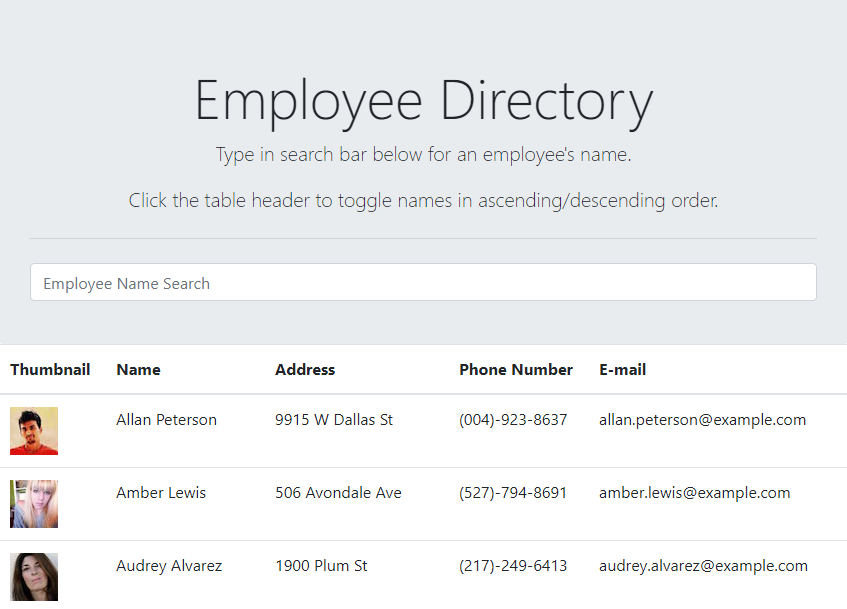 Employee Directory
Type in search bar below for an employee's name.
Click the table header to toggle names in ascending/descending order.
Employee Name Search
Thumbnail Name Address Phone Number E-mail
Allan Peterson 9915 W Dallas St (004)-923-8637 allan.peterson@example.com
Amber Lewis 506 Avondale Ave (527)-794-8691 amber.lewis@example.com
Audrey Alvarez 1900 Plum St (217)-249-6413 audrey.alvarez@example.com